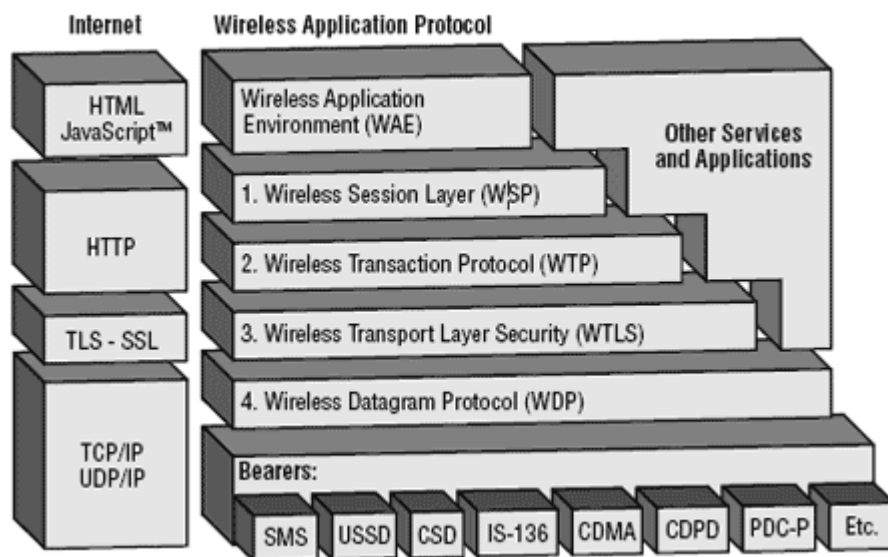 Internet
Wireless Application Protocol
HTML
JavaScript™
Wireless Application
Environment (WAE)
Other Services
and Applications
1. Wireless Session Layer (WSP)
HTTP
2. Wireless Transaction Protocol (WTP)
TLS - SSL
3. Wireless Transport Layer Security (WTLS)
4. Wireless Datagram Protocol (WDP)
TCP/IP
UDP/IP
Bearers:
SMS
USSD
CSD
IS-136
CDMA
CDPD
PDC-P
Etc.